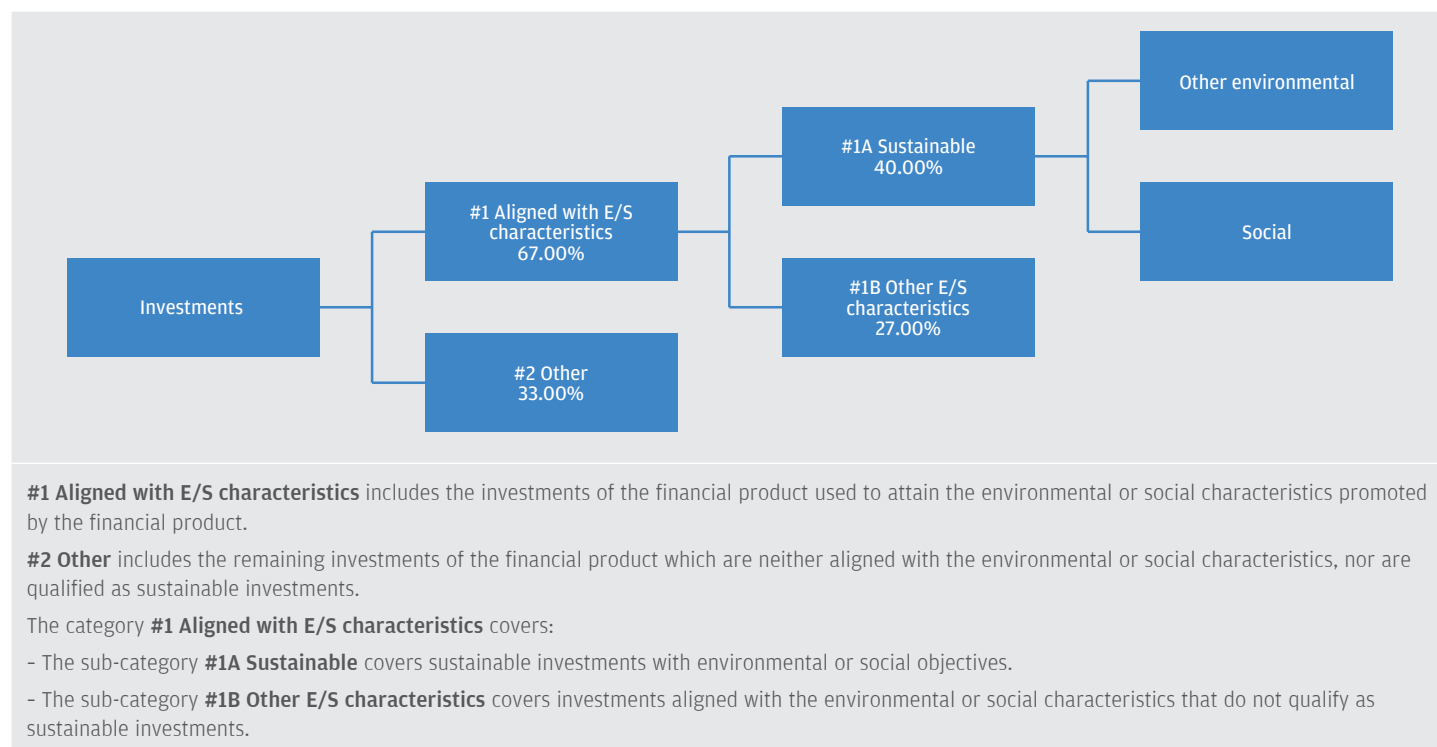 Other environmental
#1A Sustainable
40.00%
#1 Aligned with E/S
characteristics
67.00%
Social
Investments
#1B Other E/S
characteristics
27.00%
#2 Other
33.00%
#1 Aligned with E/S characteristics includes the investments of the financial product used to attain the environmental or social characteristics promoted
by the financial product.
#2 Other includes the remaining investments of the financial product which are neither aligned with the environmental or social characteristics, nor are
qualified as sustainable investments.
The category #1 Aligned with E/S characteristics covers:
– The sub-category #1A Sustainable covers sustainable investments with environmental or social objectives.
– The sub-category #1B Other E/S characteristics covers investments aligned with the environmental or social characteristics that do not qualify as
sustainable investments.